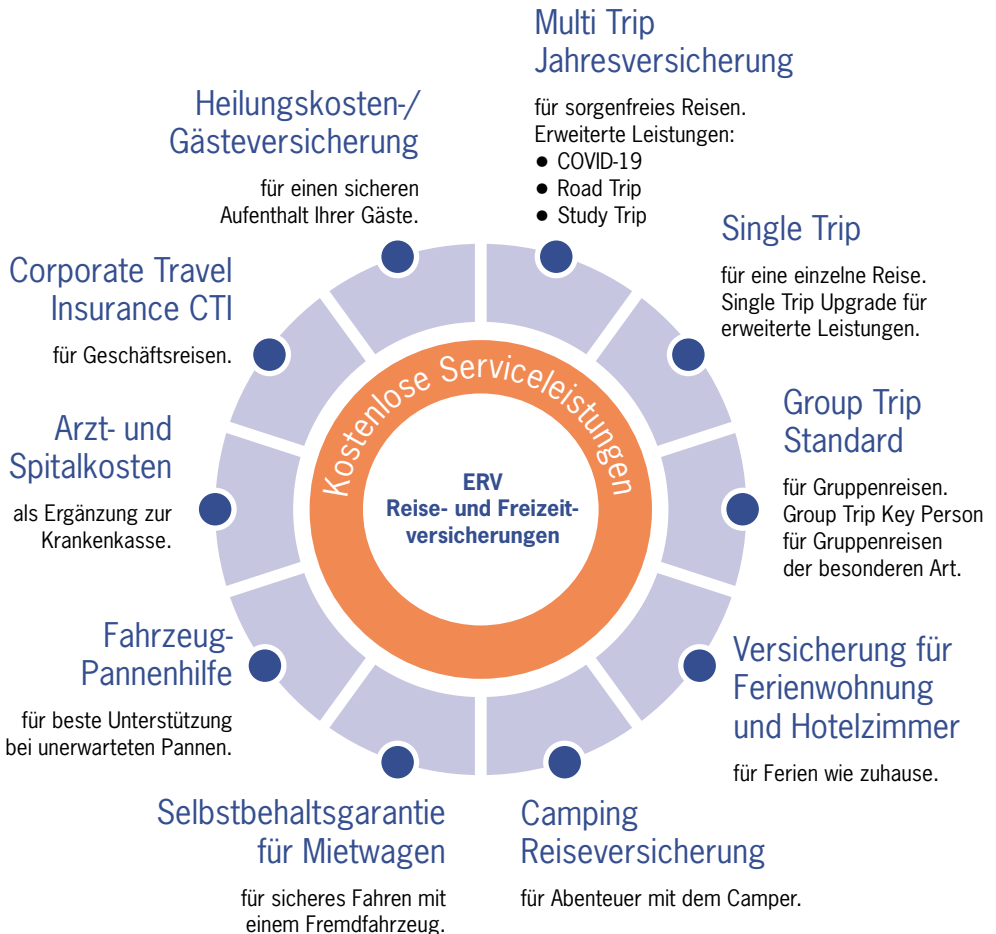 Multi Trip
Jahresversicherung
für sorgenfreies Reisen.
Erweiterte Leistungen:
● COVID-19
● Road Trip
● Study Trip
Single Trip
für eine einzelne Reise.
Single Trip Upgrade für
erweiterte Leistungen.
Group Trip
Standard
für Gruppenreisen.
Group Trip Key Person
für Gruppenreisen
der besonderen Art.
Versicherung für
Ferienwohnung
und Hotelzimmer
für Ferien wie zuhause.
Camping
Reiseversicherung
für Abenteuer mit dem Camper.
Selbstbehaltsgarantie
für Mietwagen
für sicheres Fahren mit
einem Fremdfahrzeug.
Fahrzeug-
Pannenhilfe
für beste Unterstützung
bei unerwarteten Pannen.
Arzt- und
Spitalkosten
als Ergänzung zur
Krankenkasse.
Corporate Travel
Insurance CTI
für Geschäftsreisen.
Heilungskosten-/
Gästeversicherung
für einen sicheren
Aufenthalt Ihrer Gäste.
Kostenlose Serviceleistungen
ERV
Reise- und Freizeit-
versicherungen